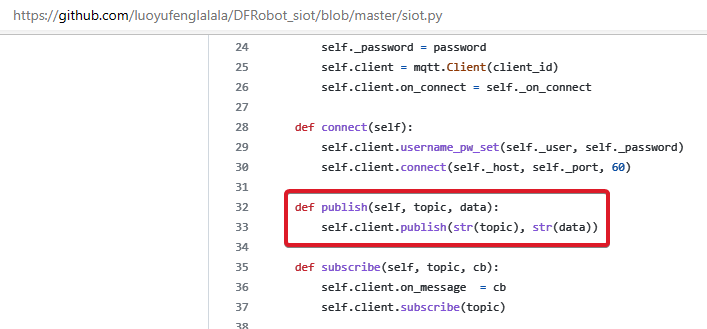 https://github.com/luoyufenglalala/DFRobot_siot/blob/master/siot.py
24 self._password = password
25 self.client = mqtt.Client(client_id)
26 self.client.on_connect = self._on_connect
27
28 def connect(self):
29 self.client.username_pw_set(self._user, self._password)
30 self.client.connect(self._host, self._port, 60)
31
32 def publish(self, topic, data):
33 self.client.publish(str(topic), str(data))
34
35 def subscribe(self, topic, cb):
36 self.client.on_message  = cb
37 self.client.subscribe(topic)
38